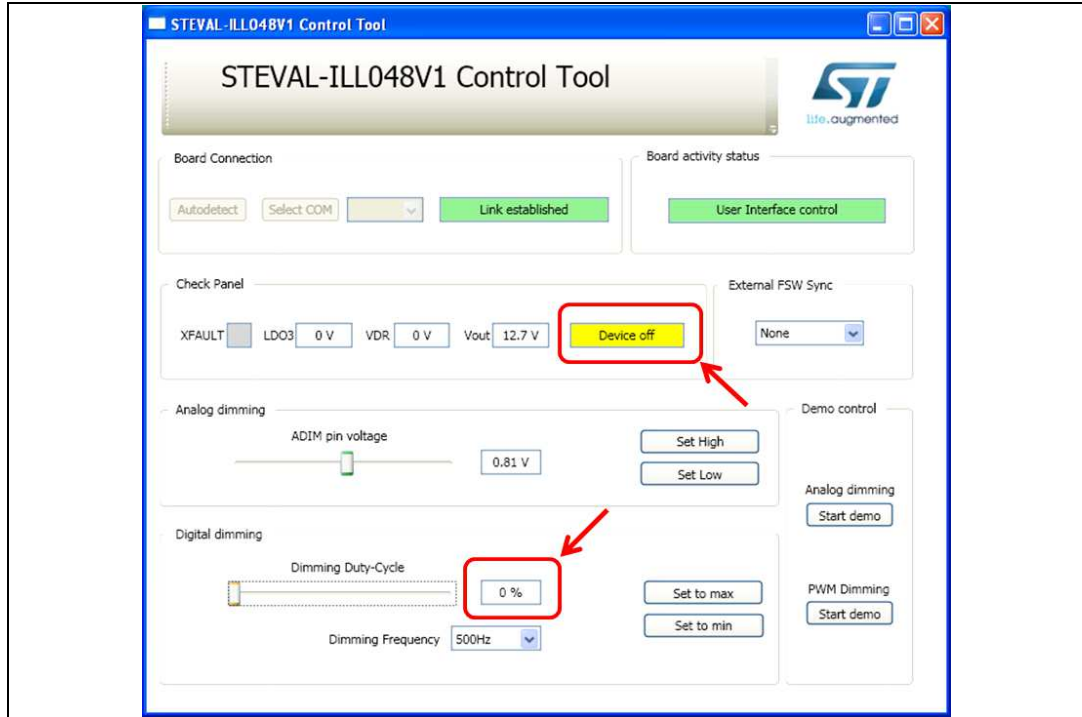 STEVAL-ILL048V1 Control Tool
STEVAL-ILL048V1 Control Tool
life.augmented
Board Connection
Board activity status
Autodetect Select COM Link established
User Interface control
Check Panel
External FSW Sync
XFAULT LDO3 0 V VDR 0 V Vout 12.7 V Device off
None
Analog dimming
Demo control
ADIM pin voltage
0.81 V
Set High
Set Low
Analog dimming
Start demo
Digital dimming
Dimming Duty-Cycle
0 %
Set to max
Set to min
PWM Dimming
Start demo
Dimming Frequency 500Hz